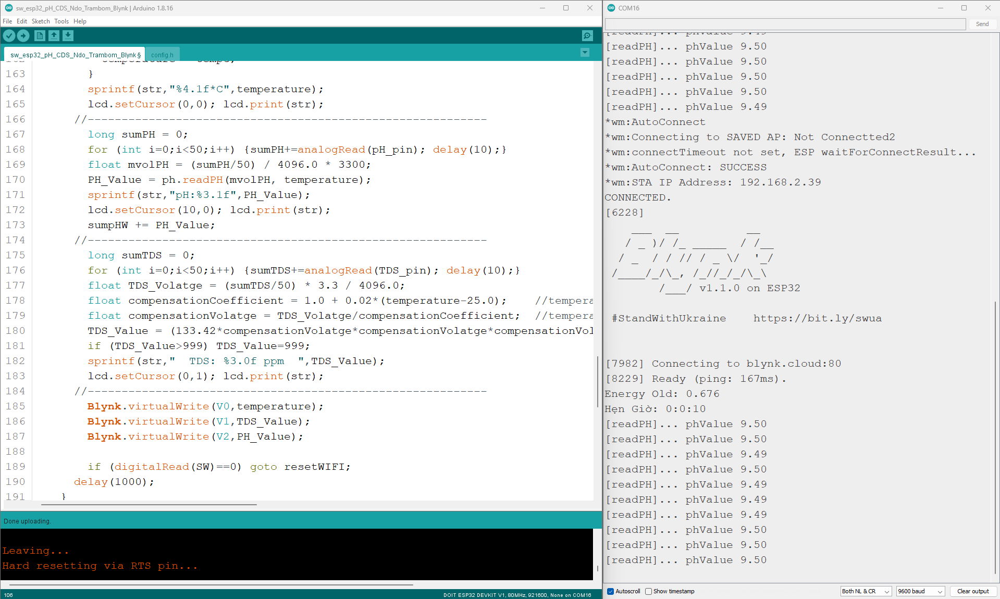 sw_esp32_pH_CDS_Ndo_Trambom_Blynk | Arduino 1.8.16
File Edit Sketch Tools Help
sw_esp32_pH_CDS_Ndo_Trambom_Blynk § config.h
162 temperature = tempC;
163 }
164 sprintf(str,"%4.1f*C",temperature);
165 lcd.setCursor(0,0); lcd.print(str);
166 //-----------------------------------------------------------
167 long sumPH = 0;
168 for (int i=0;i<50;i++) {sumPH+=analogRead(pH_pin); delay(10);}
169 float mvolPH = (sumPH/50) / 4096.0 * 3300;
170 PH_Value = ph.readPH(mvolPH, temperature);
171 sprintf(str,"pH:%3.1f",PH_Value);
172 lcd.setCursor(10,0); lcd.print(str);
173 sumpHW += PH_Value;
174 //-----------------------------------------------------------
175 long sumTDS = 0;
176 for (int i=0;i<50;i++) {sumTDS+=analogRead(TDS_pin); delay(10);}
177 float TDS_Volatge = (sumTDS/50) * 3.3 / 4096.0;
178 float compensationCoefficient = 1.0 + 0.02*(temperature-25.0); //tempera
179 float compensationVolatge = TDS_Volatge/compensationCoefficient; //tempera
180 TDS_Value = (133.42*compensationVolatge*compensationVolatge*compensationVol
181 if (TDS_Value>999) TDS_Value=999;
182 sprintf(str,"  TDS: %3.0f ppm  ",TDS_Value);
183 lcd.setCursor(0,1); lcd.print(str);
184 //-----------------------------------------------------------
185 Blynk.virtualWrite(V0,temperature);
186 Blynk.virtualWrite(V1,TDS_Value);
187 Blynk.virtualWrite(V2,PH_Value);
188
189 if (digitalRead(SW)==0) goto resetWIFI;
190 delay(1000);
191 }
Done uploading.
Leaving...
Hard resetting via RTS pin...
106 DOIT ESP32 DEVKIT V1, 80MHz, 921600, None on COM16
COM16
Send
[readPH]... phValue 9.49
[readPH]... phValue 9.50
[readPH]... phValue 9.50
[readPH]... phValue 9.50
[readPH]... phValue 9.50
[readPH]... phValue 9.49
*wm:AutoConnect
*wm:Connecting to SAVED AP: Not Connectted2
*wm:connectTimeout not set, ESP waitForConnectResult...
*wm:AutoConnect: SUCCESS
*wm:STA IP Address: 192.168.2.39
CONNECTED.
[6228]
    ___  __          __
   / _ )/ /_ _____  / /__
  / _  / / // / _ \/  '_/
 /____/_/\_, /_//_/_/\_\
        /___/ v1.1.0 on ESP32
#StandWithUkraine    https://bit.ly/swua
[7982] Connecting to blynk.cloud:80
[8229] Ready (ping: 167ms).
Energy Old: 0.676
Hẹn Giờ: 0:0:10
[readPH]... phValue 9.50
[readPH]... phValue 9.50
[readPH]... phValue 9.49
[readPH]... phValue 9.50
[readPH]... phValue 9.49
[readPH]... phValue 9.49
[readPH]... phValue 9.49
[readPH]... phValue 9.50
[readPH]... phValue 9.50
[readPH]... phValue 9.50
Autoscroll Show timestamp Both NL & CR 9600 baud Clear output